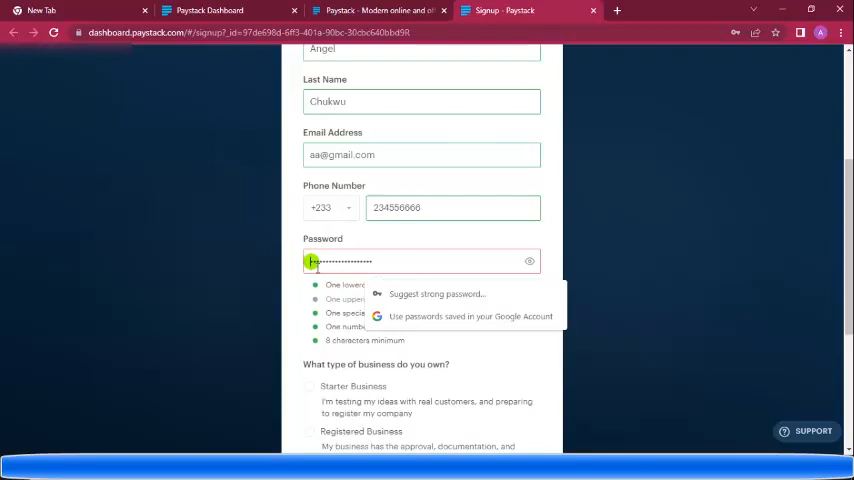 New Tab
Paystack Dashboard
Paystack - Modern online and of
Signup - Paystack
dashboard.paystack.com/#/signup?_id=97de698d-6ff3-401a-90bc-30cbc640bbd9R
A
Angel
Last Name
Chukwu
Email Address
aa@gmail.com
Phone Number
+233
234556666
Password
One lowerc
Suggest strong password...
One upper
One specia
Use passwords saved in your Google Account
One numb
8 characters minimum
What type of business do you own?
Starter Business
I'm testing my ideas with real customers, and preparing
to register my company
Registered Business
My business has the approval, documentation, and
SUPPORT